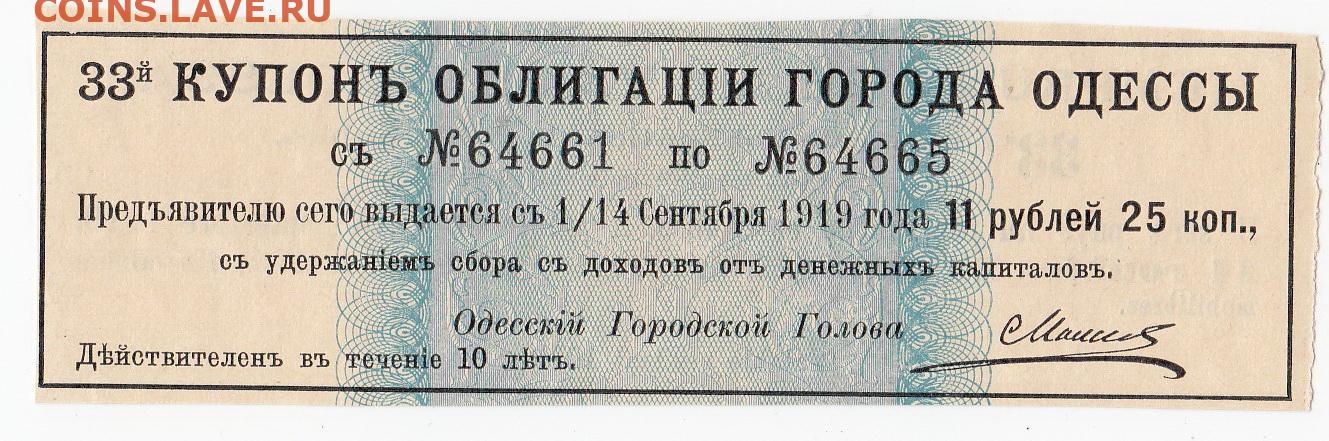 COINS.LAVE.RU
33й КУПОНЪ ОБЛИГАЦІИ ГОРОДА ОДЕССЫ
съ №64661 по №64665
Предъявителю сего выдается съ 1/14 Сентября 1919 года 11 рублей 25 коп.,
съ удержаніемъ сбора съ доходовъ отъ денежныхъ капиталовъ.
Одесскій Городской Голова
Дѣйствителенъ въ теченіе 10 лѣтъ.